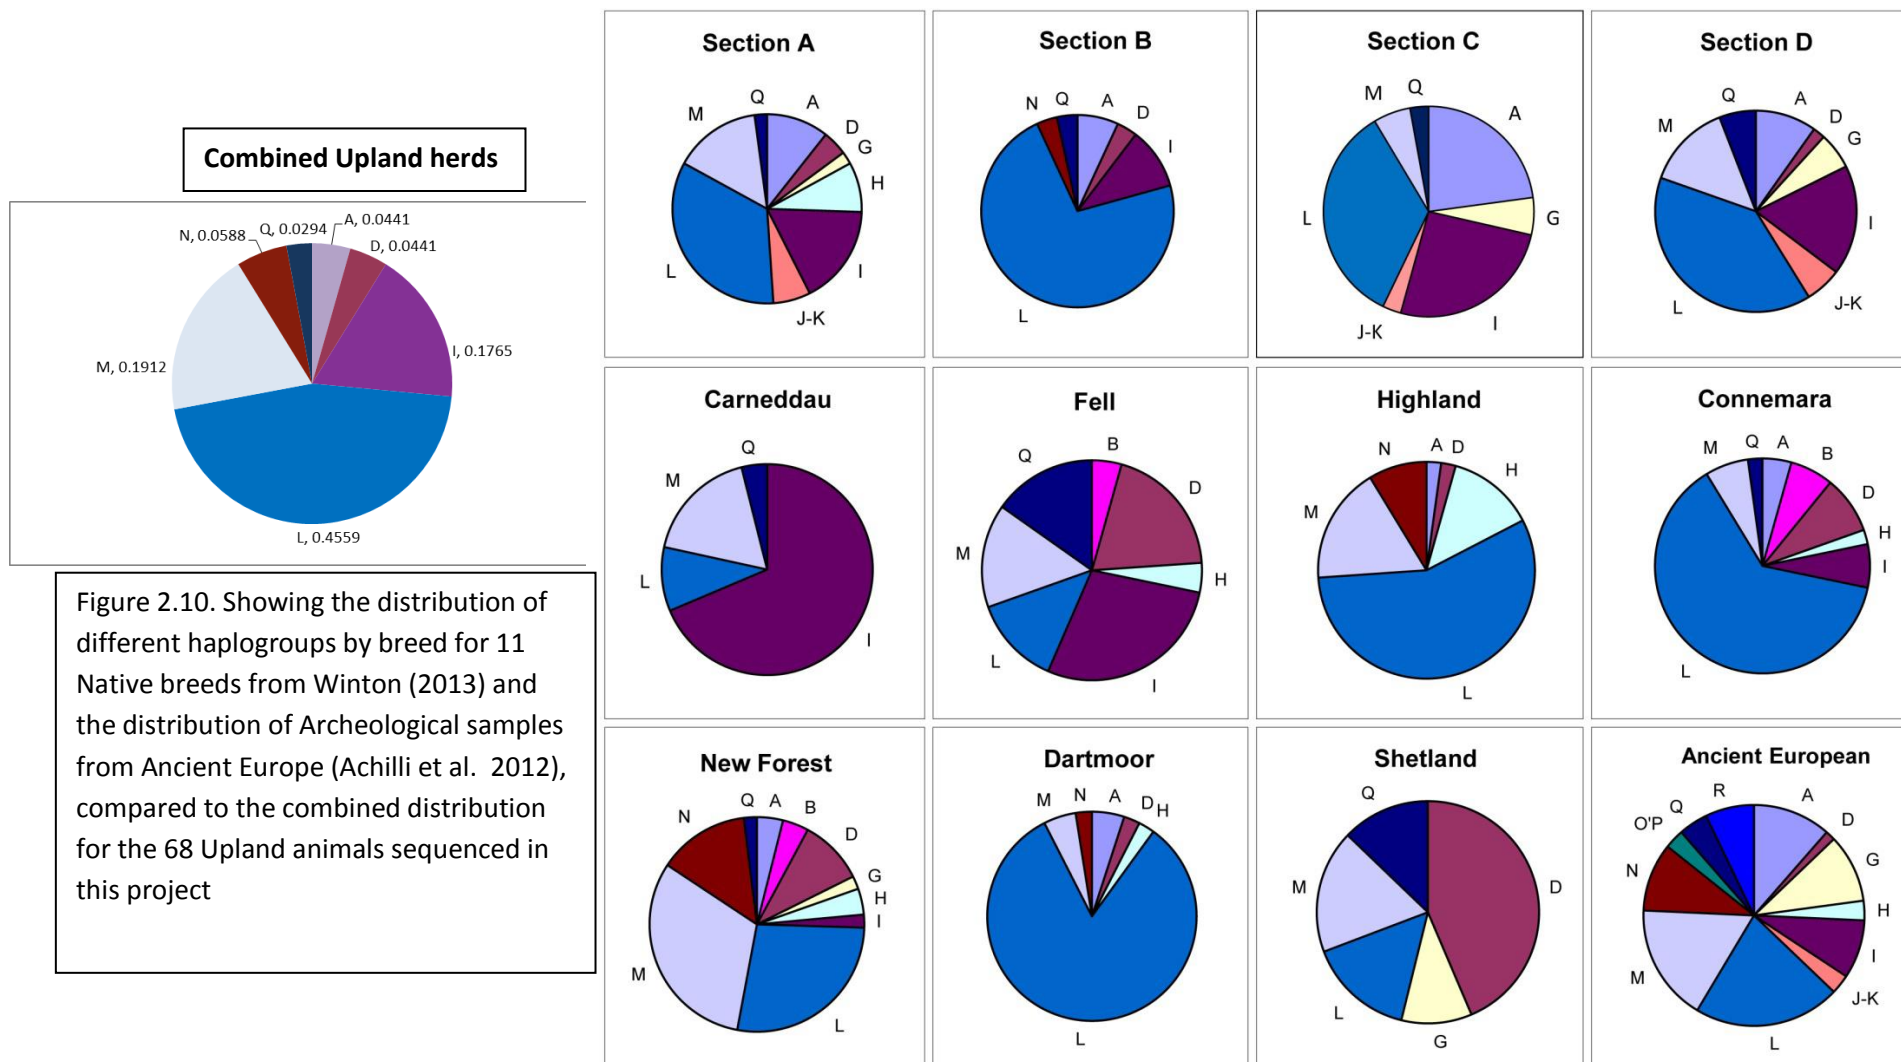 Combined Upland herds
N, 0.0588
Q, 0.0294
A, 0.0441
D, 0.0441
I, 0.1765
M, 0.1912
L, 0.4559
Figure 2.10. Showing the distribution of
different haplogroups by breed for 11
Native breeds from Winton (2013) and
the distribution of Archeological samples
from Ancient Europe (Achilli et al.  2012),
compared to the combined distribution
for the 68 Upland animals sequenced in
this project
Section A
Q
A
M
D
G
H
L
I
J-K
Section B
N
Q
A
D
I
L
Section C
M
Q
A
L
G
J-K
I
Section D
Q
A
D
M
G
I
L
J-K
Carneddau
Q
M
L
I
Fell
Q
B
D
M
H
L
I
Highland
N
A
D
H
M
L
Connemara
M
Q
A
B
D
H
I
L
New Forest
N
Q
A
B
D
G
H
I
M
L
Dartmoor
M
N
A
D
H
L
Shetland
Q
M
D
L
G
Ancient European
R
Q
A
O'P
D
N
G
H
M
I
J-K
L